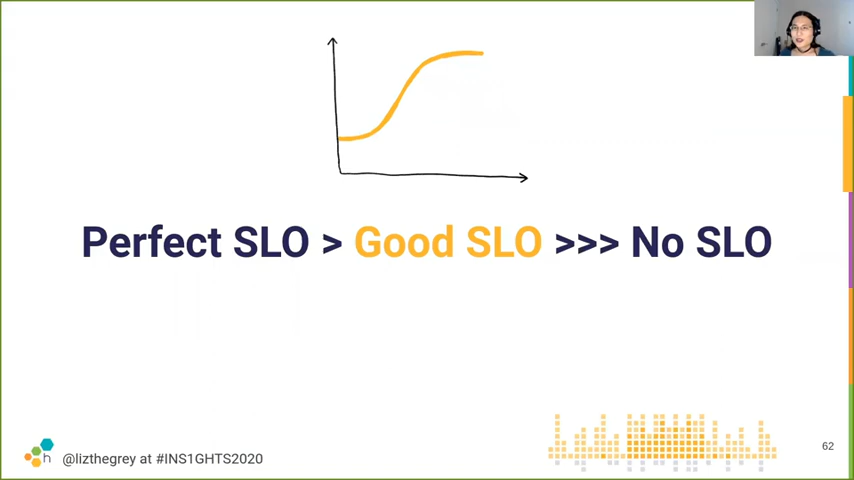 Perfect SLO > Good SLO >>> No SLO
h @lizthegrey at #INS1GHTS2020
62